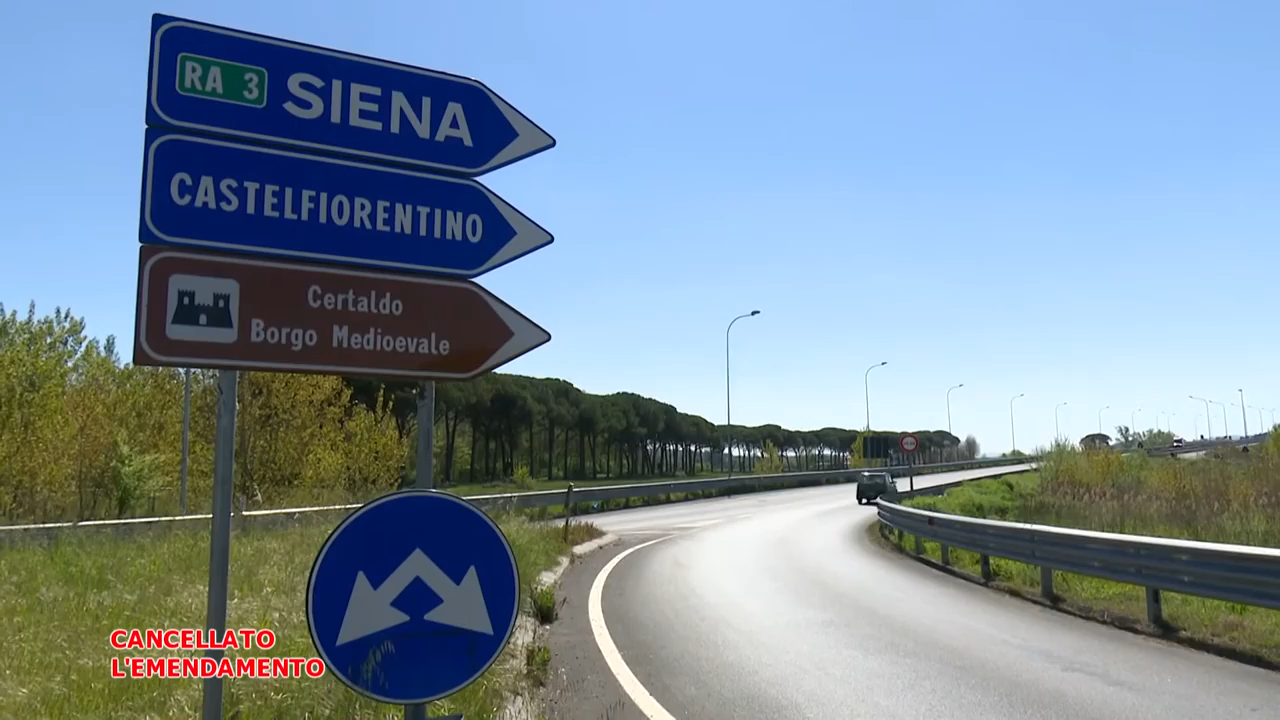 RA 3 SIENA
CASTELFIORENTINO
Certaldo
Borgo Medioevale
CANCELLATO
L'EMENDAMENTO